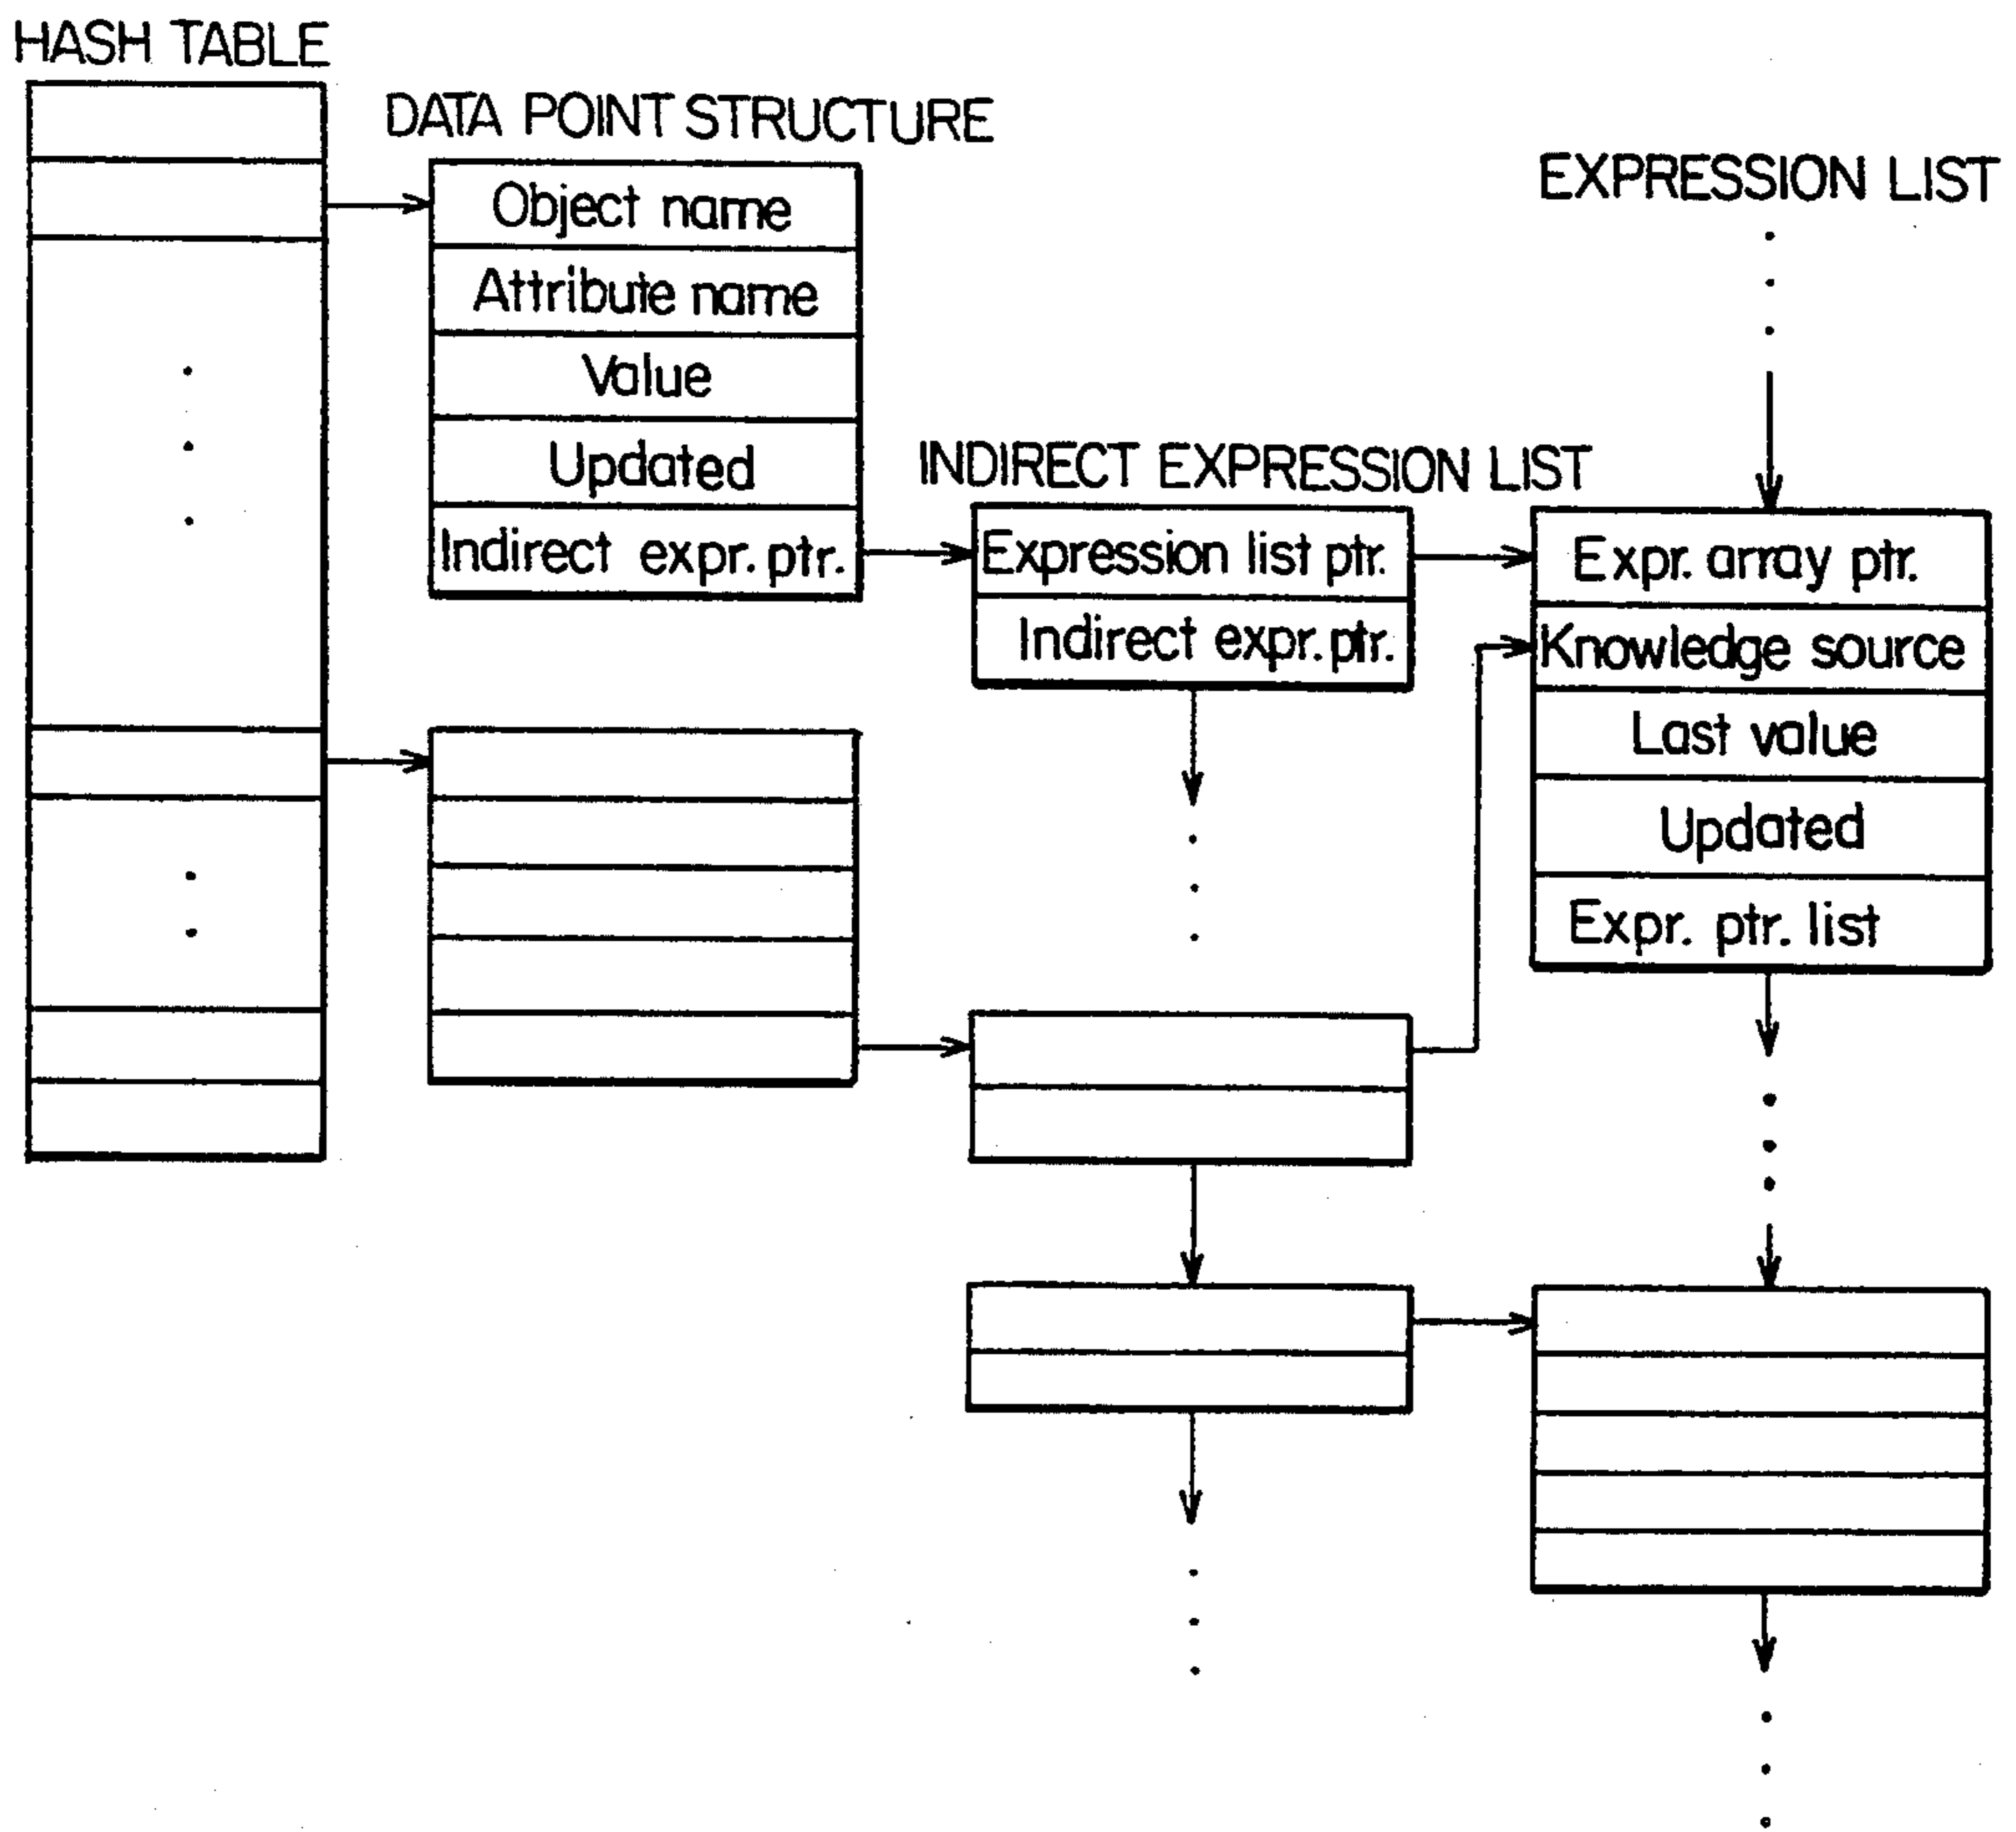 HASH TABLE
DATA POINT STRUCTURE
Object name
Attribute name
Value
Updated
Indirect expr. ptr.
INDIRECT EXPRESSION LIST
Expression list ptr.
Indirect expr. ptr.
EXPRESSION LIST
Expr. array ptr.
Knowledge source
Last value
Updated
Expr. ptr. list